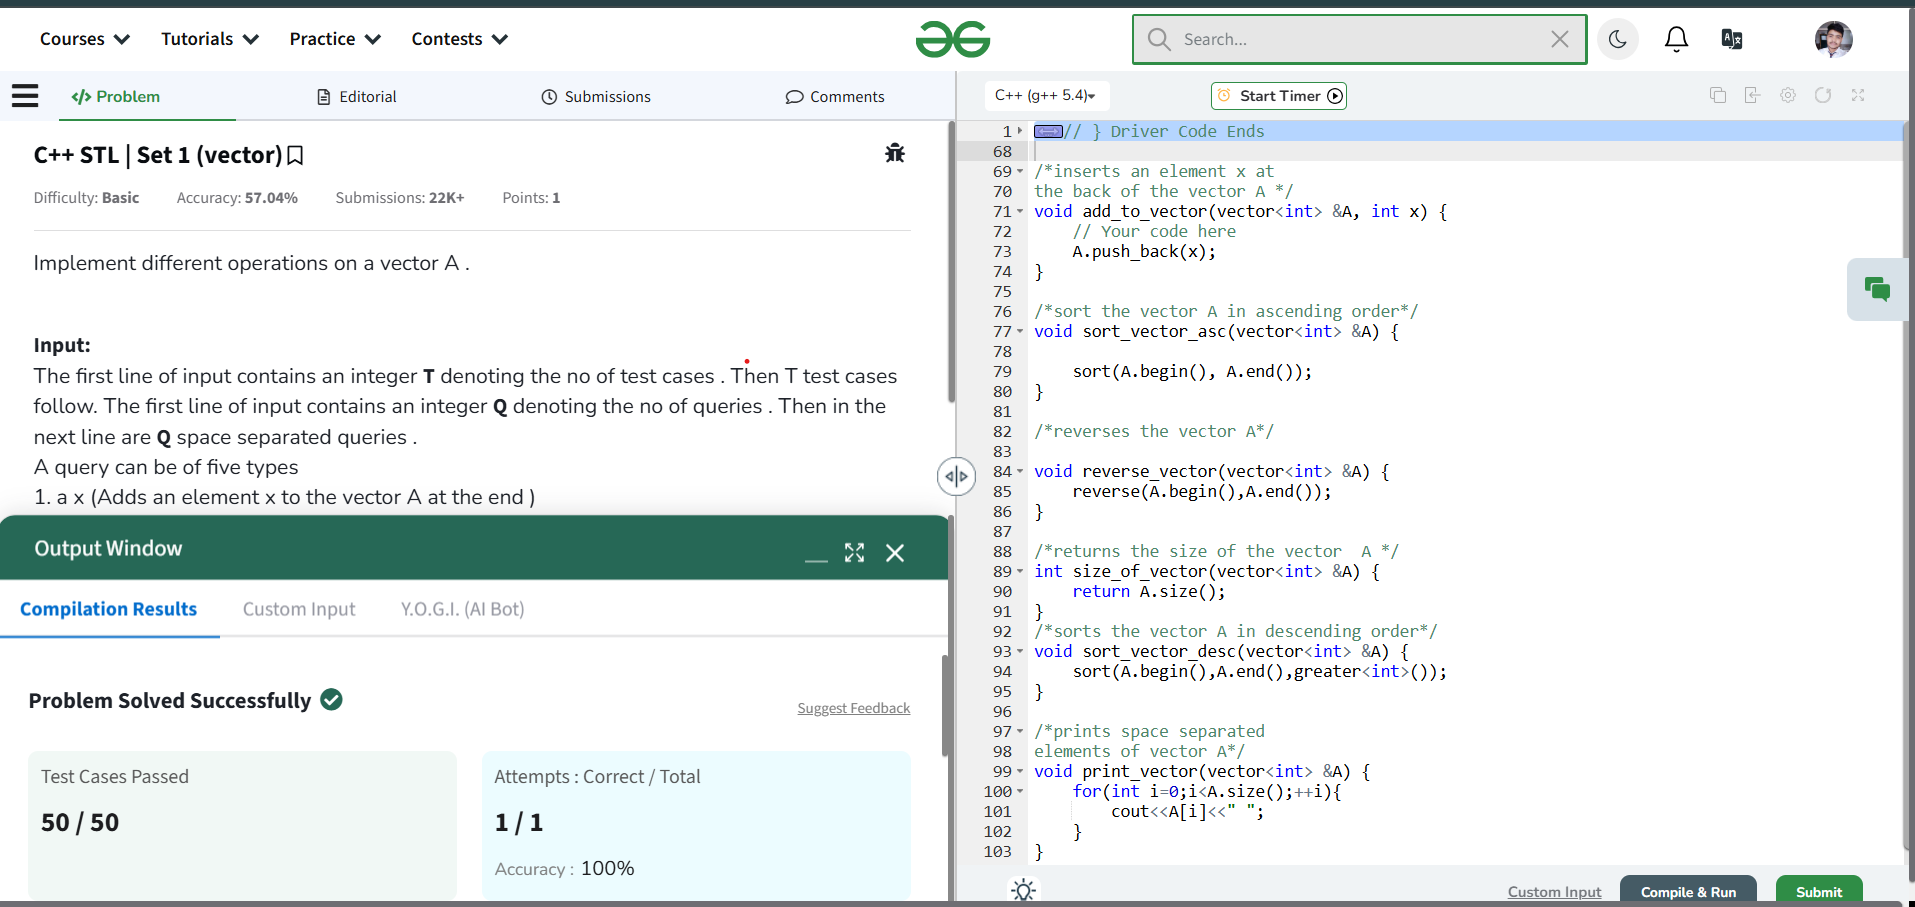 Courses Tutorials Practice Contests
Search...
Problem Editorial Submissions Comments
C++ STL | Set 1 (vector)
Difficulty: Basic Accuracy: 57.04% Submissions: 22K+ Points: 1
Implement different operations on a vector A .
Input:
The first line of input contains an integer T denoting the no of test cases . Then T test cases
follow. The first line of input contains an integer Q denoting the no of queries . Then in the
next line are Q space separated queries .
A query can be of five types
1. a x (Adds an element x to the vector A at the end )
Output Window
Compilation Results Custom Input Y.O.G.I. (AI Bot)
Problem Solved Successfully
Suggest Feedback
Test Cases Passed
50 / 50
Attempts : Correct / Total
1 / 1
Accuracy : 100%
C++ (g++ 5.4) Start Timer
1 // } Driver Code Ends
68
69 /*inserts an element x at
70 the back of the vector A */
71 void add_to_vector(vector<int> &A, int x) {
72 // Your code here
73 A.push_back(x);
74 }
75
76 /*sort the vector A in ascending order*/
77 void sort_vector_asc(vector<int> &A) {
78
79 sort(A.begin(), A.end());
80 }
81
82 /*reverses the vector A*/
83
84 void reverse_vector(vector<int> &A) {
85 reverse(A.begin(),A.end());
86 }
87
88 /*returns the size of the vector  A */
89 int size_of_vector(vector<int> &A) {
90 return A.size();
91 }
92 /*sorts the vector A in descending order*/
93 void sort_vector_desc(vector<int> &A) {
94 sort(A.begin(),A.end(),greater<int>());
95 }
96
97 /*prints space separated
98 elements of vector A*/
99 void print_vector(vector<int> &A) {
100 for(int i=0;i<A.size();++i){
101 cout<<A[i]<<" ";
102 }
103 }
Custom Input Compile & Run Submit